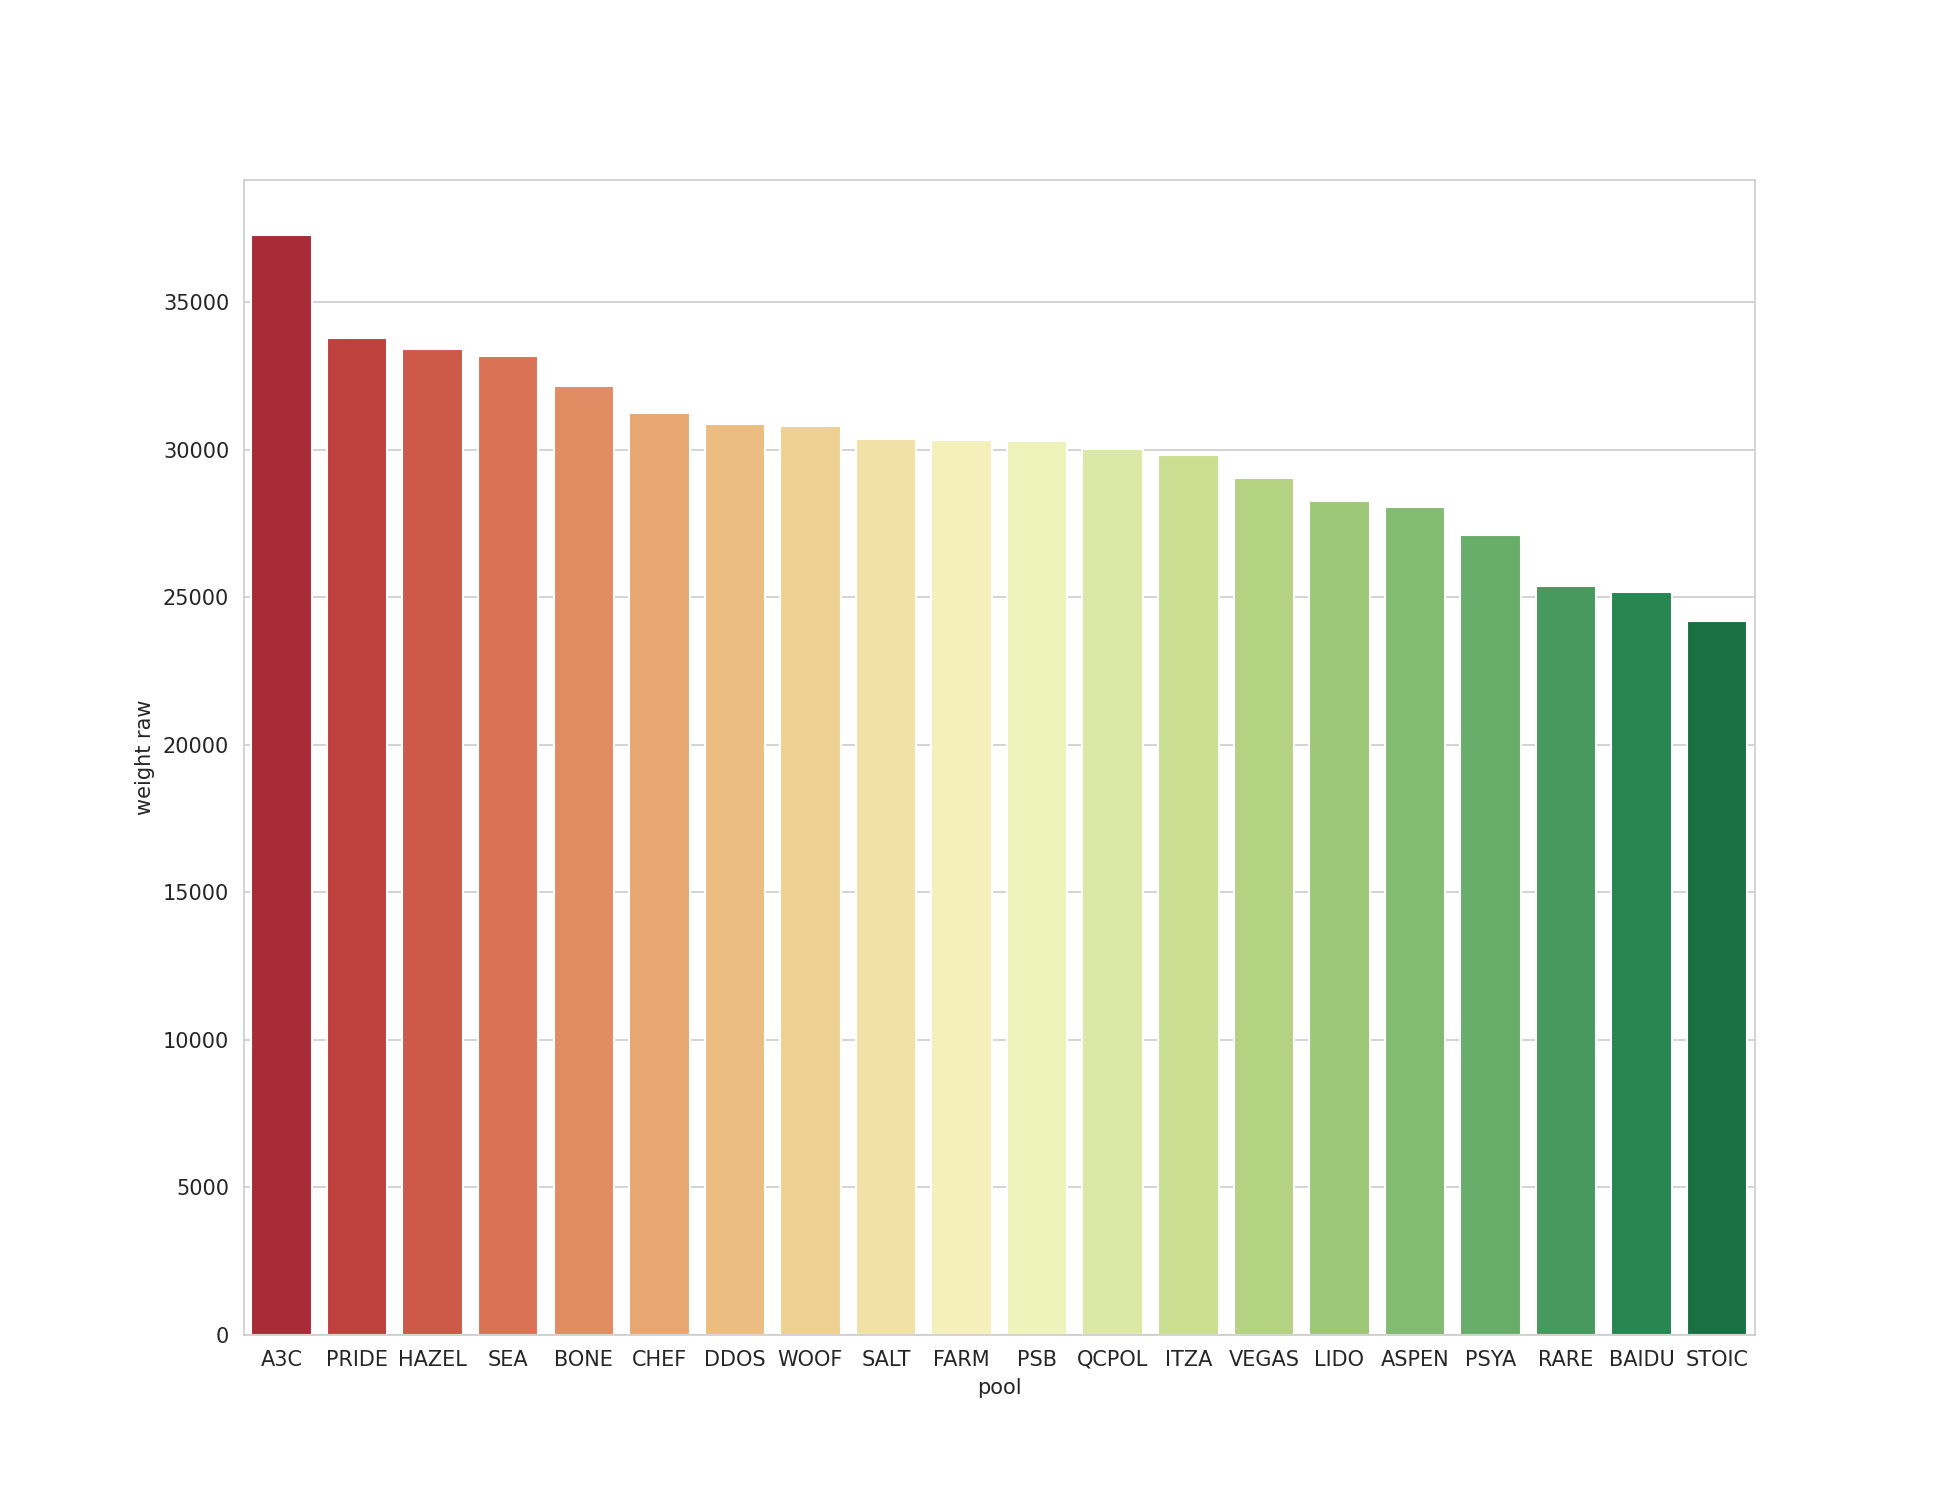 35000
30000
25000
20000
15000
10000
5000
0
weight raw
A3C PRIDE HAZEL SEA BONE CHEF DDOS WOOF SALT FARM PSB QCPOL ITZA VEGAS LIDO ASPEN PSYA RARE BAIDU STOIC
pool